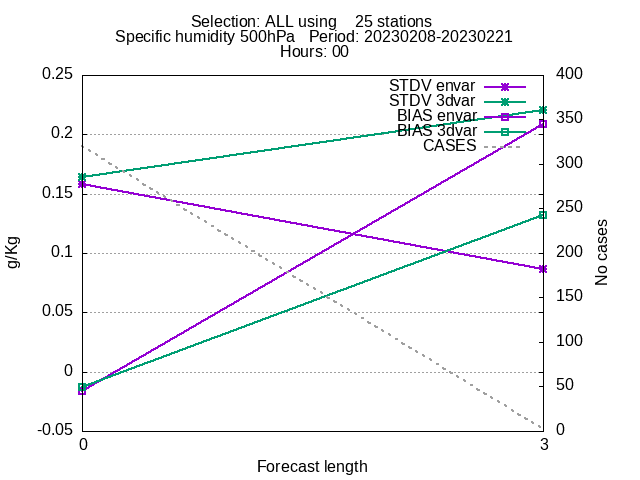 Selection: ALL using    25 stations
Specific humidity 500hPa   Period: 20230208-20230221
Hours: 00
STDV envar
STDV 3dvar
BIAS envar
BIAS 3dvar
CASES
0.25
0.2
0.15
0.1
0.05
0
-0.05
g/Kg
400
350
300
250
200
150
100
50
0
No cases
0
3
Forecast length